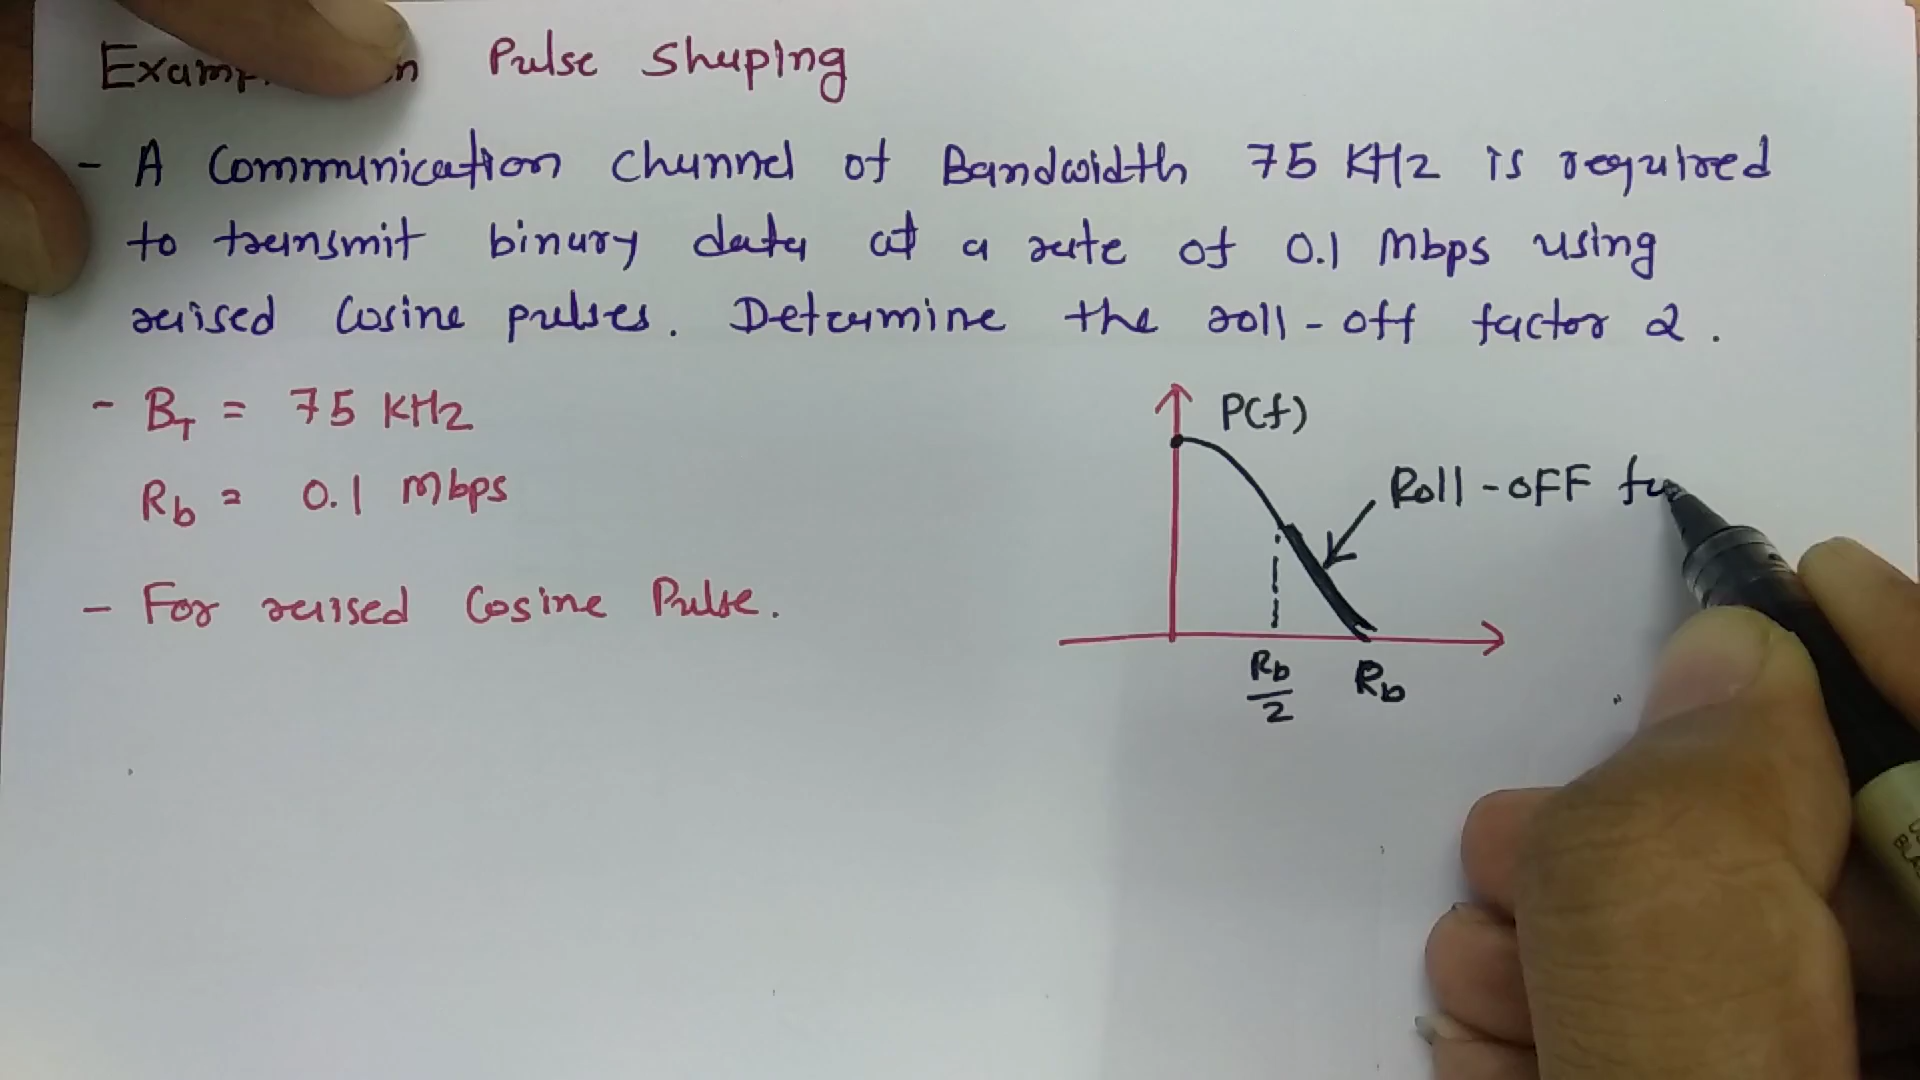 Pulse Shaping
- A Communication Channel of Bandwidth 75 KHz is required
to transmit binary data at a rate of 0.1 Mbps using
raised Cosine pulses. Determine the roll-off factor α.
- BT = 75 KHz
Rb = 0.1 Mbps
- For raised Cosine Pulse.
P(f)
Roll-OFF
Rb/2
Rb